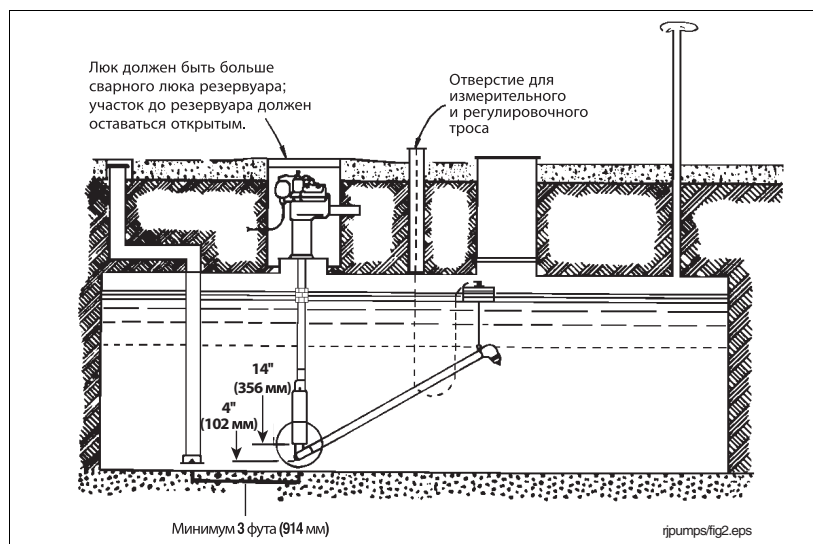 Люк должен быть больше
сварного люка резервуара;
участок до резервуара должен
оставаться открытым.
Отверстие для
измерительного
и регулировочного
троса
14"
(356 мм)
4"
(102 мм)
Минимум 3 фута (914 мм)
rjpumps/fig2.eps